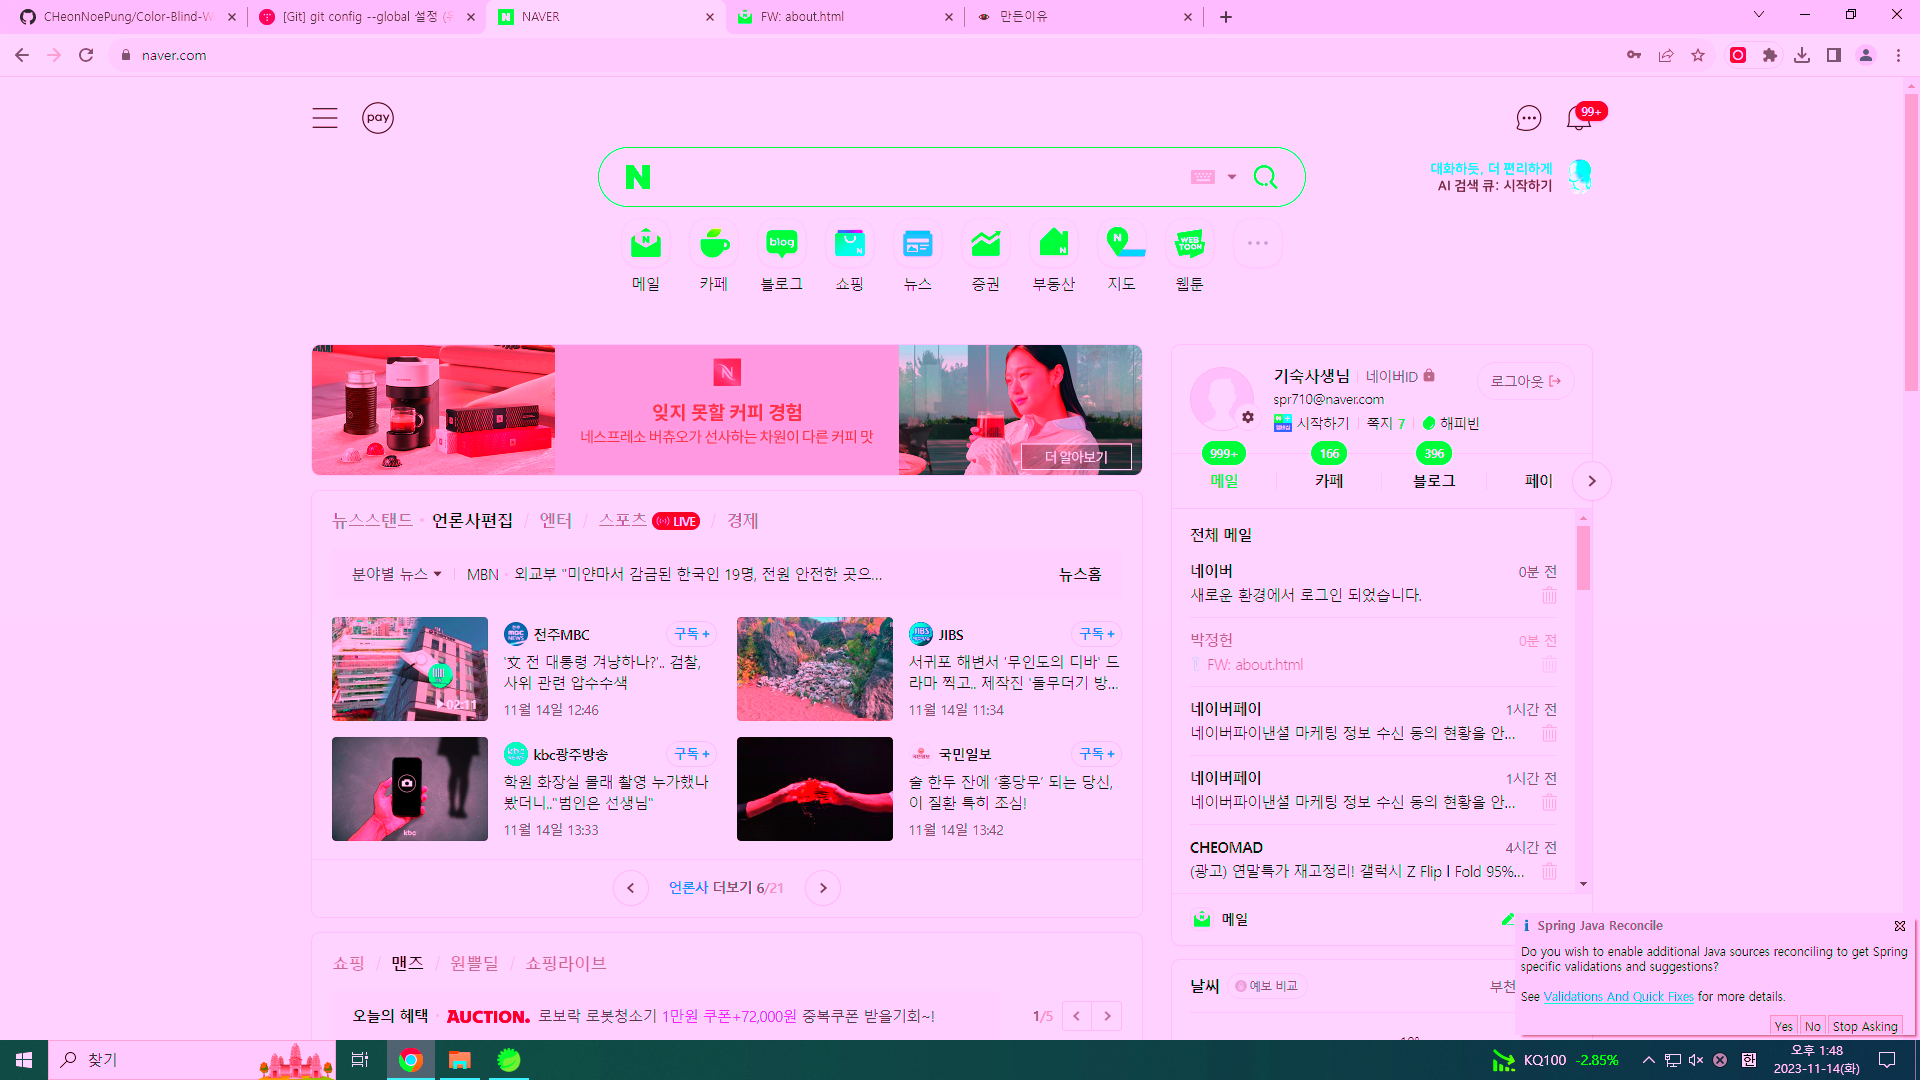 CHeonNoePung/Color-Blind-W
[Git] git config --global 설정 (우
NAVER
FW: about.html
만든이유
naver.com
pay
99+
N
대화하듯, 더 편리하게
AI 검색 큐: 시작하기
메일
카페
블로그
쇼핑
뉴스
증권
부동산
지도
웹툰
N
blog
N
N
N
WEB
TOON
N
잊지 못할 커피 경험
네스프레소 버츄오가 선사하는 차원이 다른 커피 맛
더 알아보기
기숙사생님 네이버ID
로그아웃
spr710@naver.com
시작하기 쪽지 7 해피빈
999+ 166 396
메일 카페 블로그 페이
뉴스스탠드 · 언론사편집 / 엔터 / 스포츠 LIVE / 경제
분야별 뉴스 MBN · 외교부 "미얀마서 감금된 한국인 19명, 전원 안전한 곳으... 뉴스홈
전주MBC 구독 +
'文 전 대통령 겨냥하나?'.. 검찰,
사위 관련 압수수색
11월 14일 12:46
02:11
JIBS 구독 +
서귀포 해변서 '무인도의 디바' 드
라마 찍고.. 제작진 '돌무더기 방...
11월 14일 11:34
kbc광주방송 구독 +
학원 화장실 몰래 촬영 누가했나
봤더니.."범인은 선생님"
11월 14일 13:33
kbc
국민일보 구독 +
술 한두 잔에 ‘홍당무’ 되는 당신,
이 질환 특히 조심!
11월 14일 13:42
언론사 더보기 6/21
전체 메일
네이버 0분 전
새로운 환경에서 로그인 되었습니다.
박정헌 0분 전
FW: about.html
네이버페이 1시간 전
네이버파이낸셜 마케팅 정보 수신 동의 현황을 안...
네이버페이 1시간 전
네이버파이낸셜 마케팅 정보 수신 동의 현황을 안...
CHEOMAD 4시간 전
(광고) 연말특가 재고정리! 갤럭시 Z Flip l Fold 95%...
메일
쇼핑 / 맨즈 / 원쁠딜 / 쇼핑라이브
오늘의 혜택 · AUCTION. 로보락 로봇청소기 1만원 쿠폰+72,000원 중복쿠폰 받을기회~! 1/5
날씨 예보 비교 부천
Spring Java Reconcile
Do you wish to enable additional Java sources reconciling to get Spring
specific validations and suggestions?
See Validations And Quick Fixes for more details.
Yes No Stop Asking
찾기
KQ100 -2.85%
한
오후 1:48
2023-11-14(화)